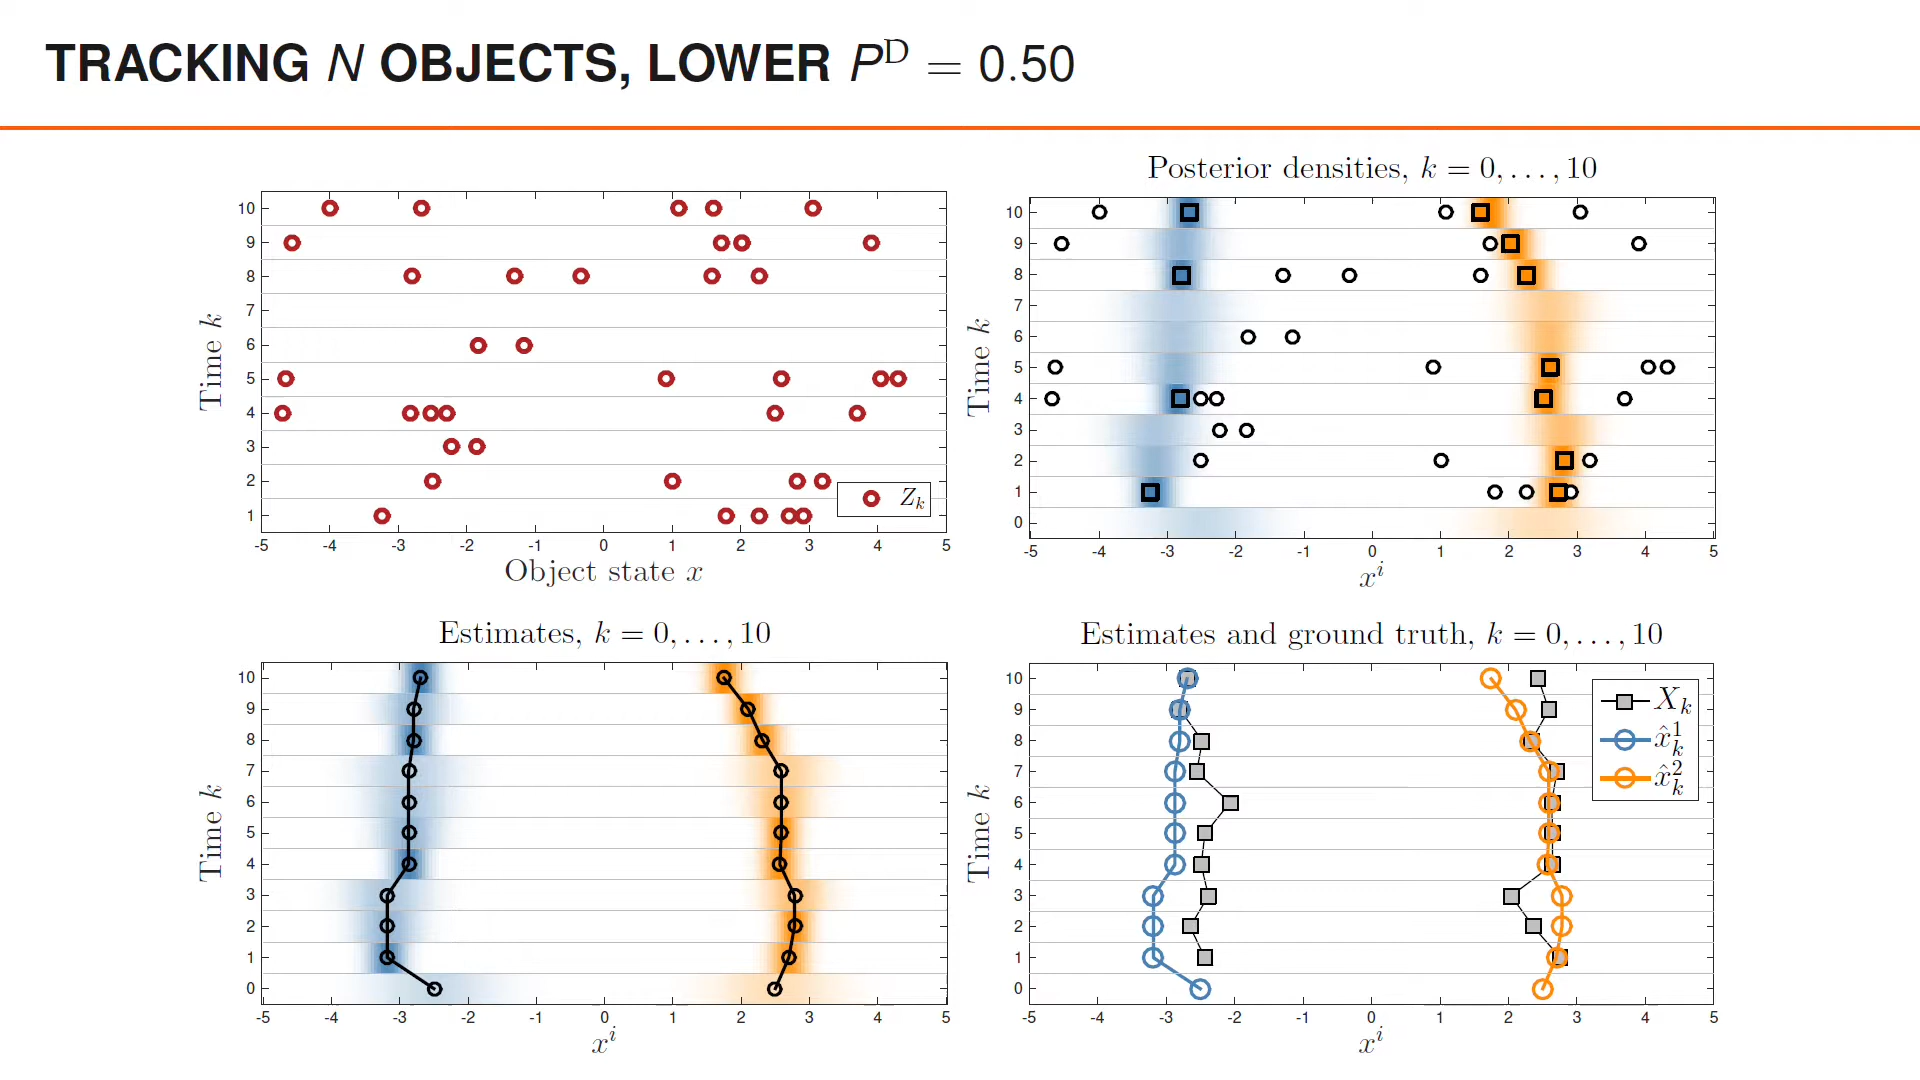 TRACKING N OBJECTS, LOWER P^D = 0.50
10
9
8
7
6
5
4
3
2
1
Time k
Z_k
-5 -4 -3 -2 -1 0 1 2 3 4 5
Object state x
Posterior densities, k = 0, . . . , 10
10
9
8
7
6
5
4
3
2
1
0
Time k
-5 -4 -3 -2 -1 0 1 2 3 4 5
x^i
Estimates, k = 0, . . . , 10
10
9
8
7
6
5
4
3
2
1
0
Time k
-5 -4 -3 -2 -1 0 1 2 3 4 5
x^i
Estimates and ground truth, k = 0, . . . , 10
10
9
8
7
6
5
4
3
2
1
0
Time k
X_k
x̂_k^1
x̂_k^2
-5 -4 -3 -2 -1 0 1 2 3 4 5
x^i